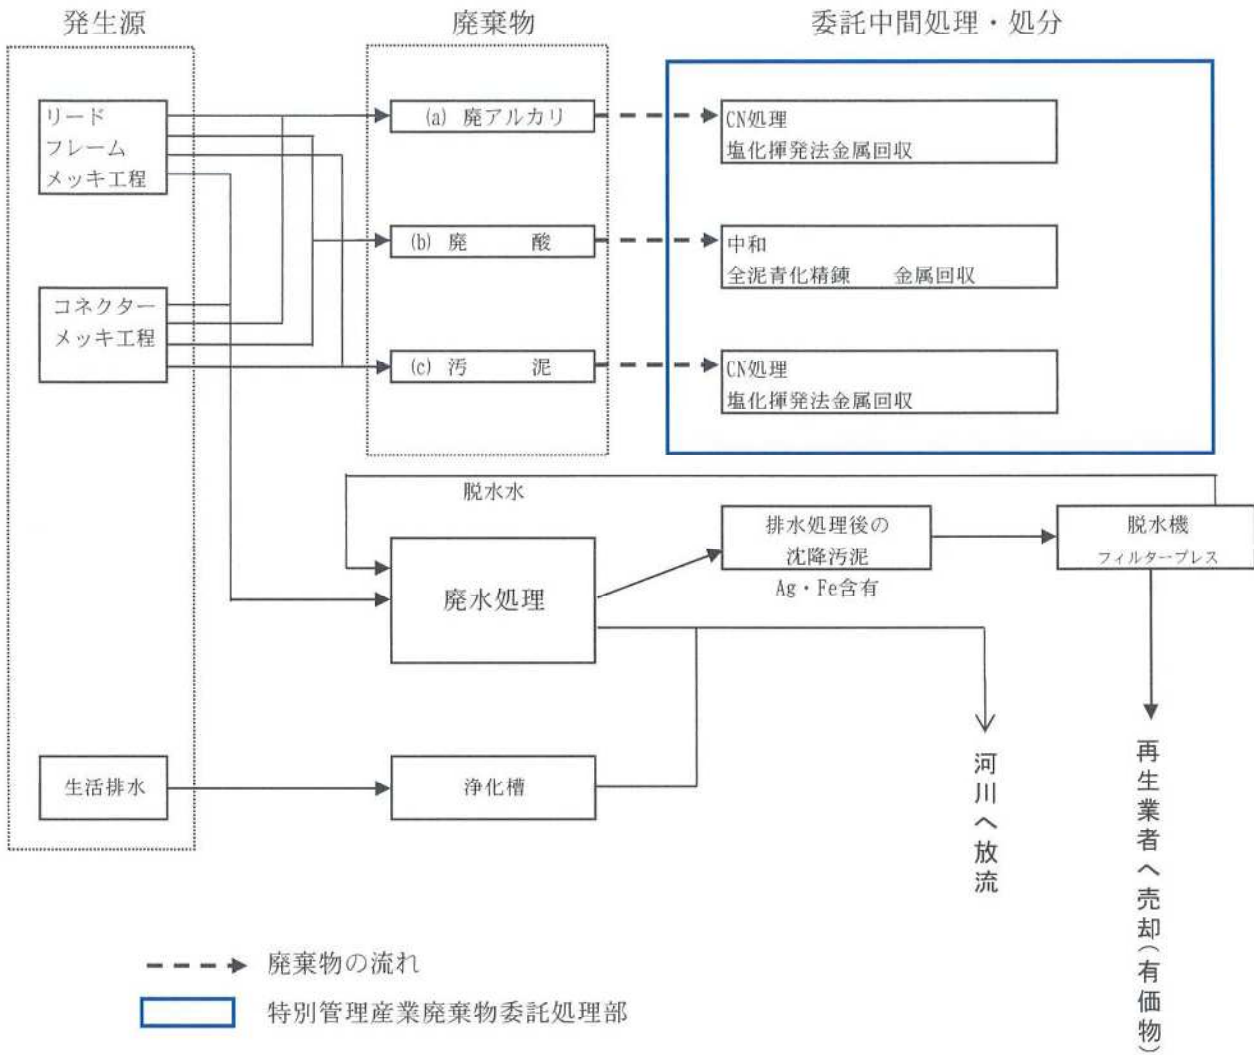 発生源
廃棄物
委託中間処理・処分
リード
フレーム
メッキ工程
(a) 廃アルカリ
CN処理
塩化揮発法金属回収
(b) 廃　　酸
中和
全泥青化精錬　　金属回収
コネクター
メッキ工程
(c) 汚　　泥
CN処理
塩化揮発法金属回収
脱水水
廃水処理
排水処理後の
沈降汚泥
Ag・Fe含有
脱水機
フィルタープレス
生活排水
浄化槽
河川へ放流
再生業者へ売却(有価物)
廃棄物の流れ
特別管理産業廃棄物委託処理部